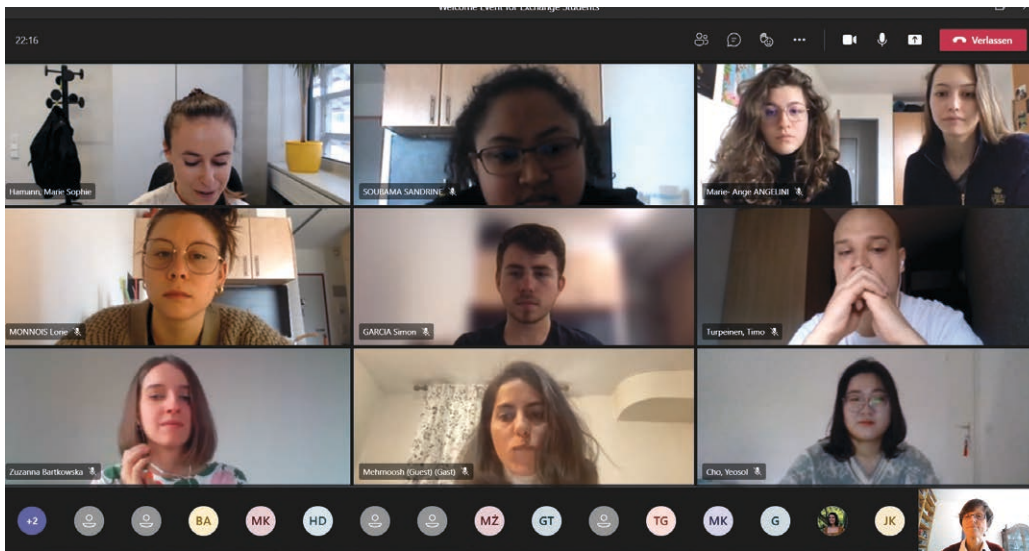 Welcome Event for Exchange Students
22:16
Verlassen
Hamann, Marie Sophie
SOUBAMA SANDRINE
Marie- Ange ANGELINI
MONNOIS Lorie
GARCIA Simon
Turpeinen, Timo
Zuzanna Bartkowska
Mehrnoosh (Guest) (Gast)
Cho, Yeosol
+2
BA
MK
HD
MŻ
GT
TG
MK
G
JK